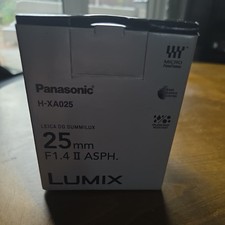 Panasonic
H-XA025
LEICA DG SUMMILUX
25mm
F1.4 II ASPH.
LUMIX